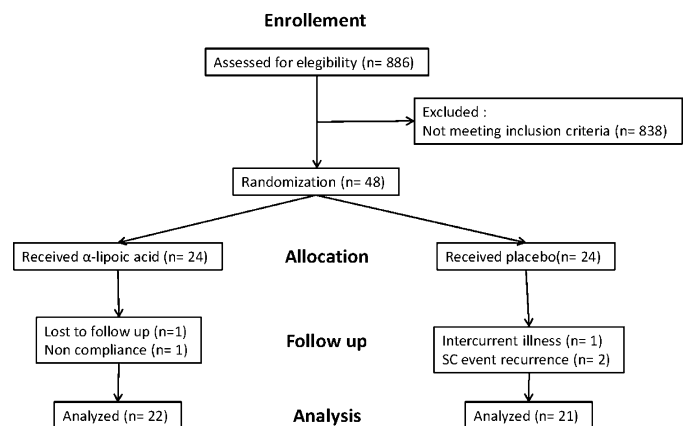 Enrollement
Assessed for elegibility (n= 886)
Excluded :
Not meeting inclusion criteria (n= 838)
Randomization (n= 48)
Received α-lipoic acid (n= 24)
Allocation
Received placebo(n= 24)
Lost to follow up (n=1)
Non compliance (n= 1)
Follow up
Intercurrent illness (n= 1)
SC event recurrence (n= 2)
Analyzed (n= 22)
Analysis
Analyzed (n= 21)